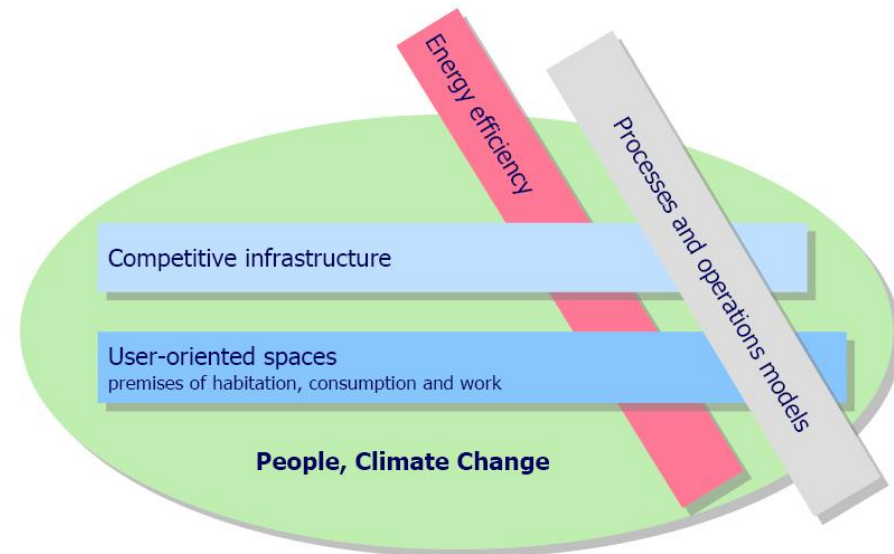 Energy efficiency
Processes and operations models
Competitive infrastructure
User-oriented spaces
premises of habitation, consumption and work
People, Climate Change